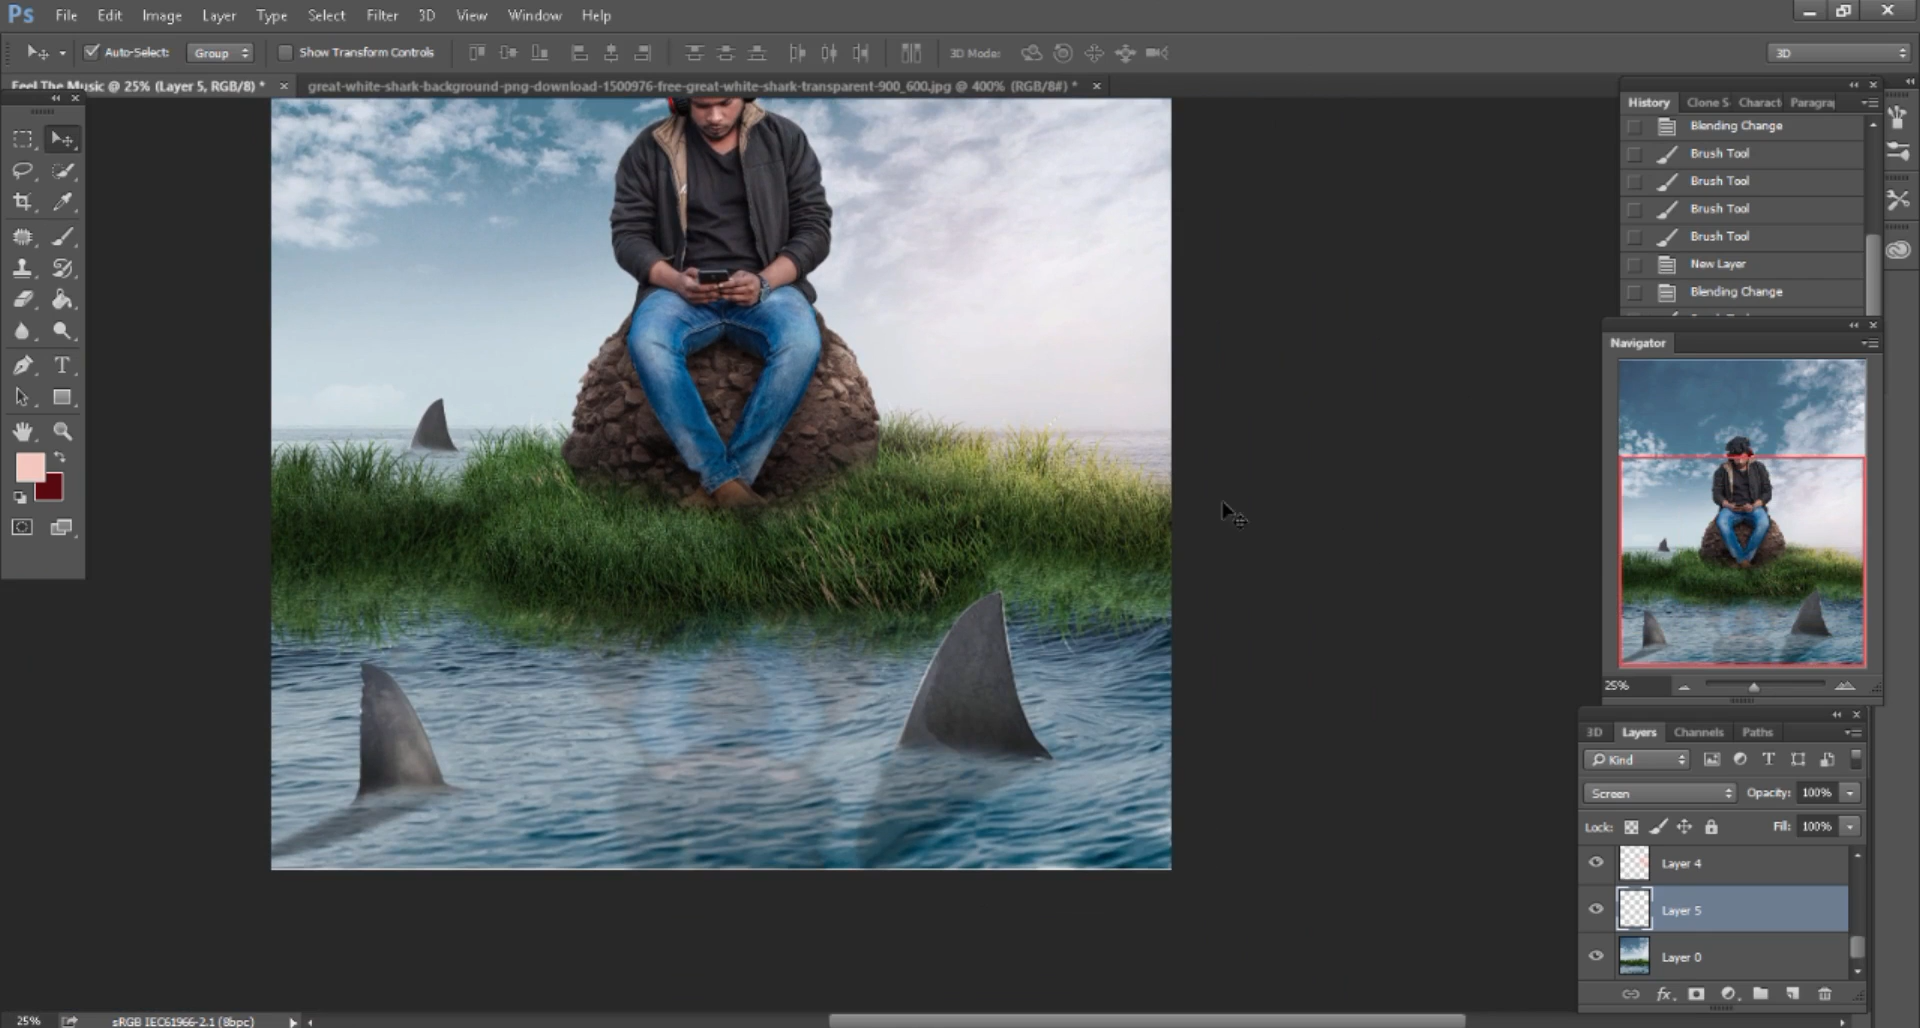 Ps File Edit Image Layer Type Select Filter 3D View Window Help
Auto-Select: Group Show Transform Controls 3D Mode: 3D
Feel The Music @ 25% (Layer 5, RGB/8) * great-white-shark-background-png-download-1500976-free-great-white-shark-transparent-900_600.jpg @ 400% (RGB/8#) *
History Clone S Charact Paragra
Blending Change
Brush Tool
Brush Tool
Brush Tool
Brush Tool
New Layer
Blending Change
Navigator
25%
3D Layers Channels Paths
Kind
Screen Opacity: 100%
Lock: Fill: 100%
Layer 4
Layer 5
Layer 0
25% sRGB IEC61966-2.1 (8bpc)